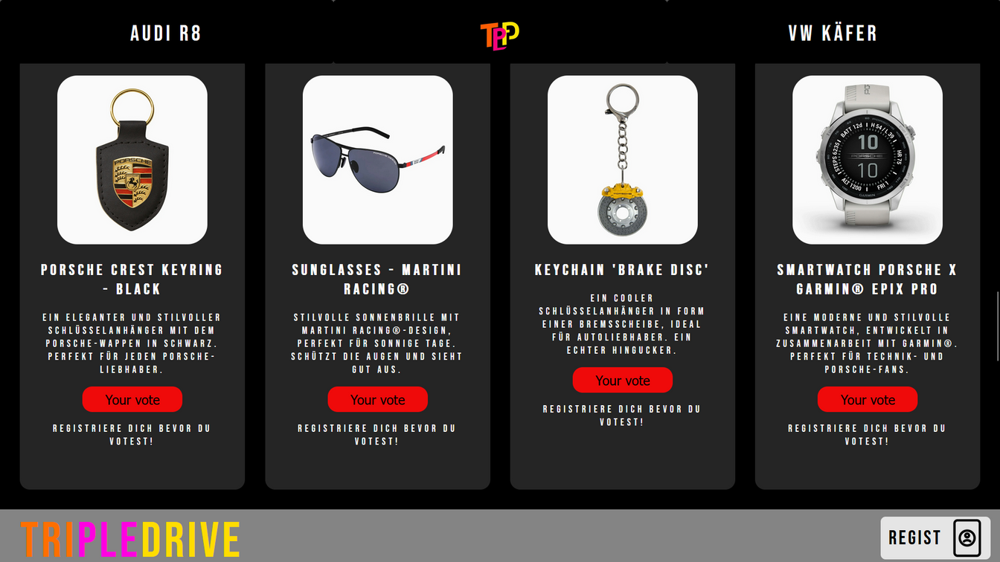 AUDI R8
TDP
VW KÄFER
PORSCHE
PORSCHE
BATT 12d
H 54/L 39
STEPS 6235
10
PORSCHE
10
HR 75
ALT 1200
FRI 1
GARMIN
PORSCHE CREST KEYRING
- BLACK
EIN ELEGANTER UND STILVOLLER
SCHLÜSSELANHÄNGER MIT DEM
PORSCHE-WAPPEN IN SCHWARZ.
PERFEKT FÜR JEDEN PORSCHE-
LIEBHABER.
Your vote
REGISTRIERE DICH BEVOR DU
VOTEST!
SUNGLASSES - MARTINI
RACING®
STILVOLLE SONNENBRILLE MIT
MARTINI RACING®-DESIGN,
PERFEKT FÜR SONNIGE TAGE.
SCHÜTZT DIE AUGEN UND SIEHT
GUT AUS.
Your vote
REGISTRIERE DICH BEVOR DU
VOTEST!
KEYCHAIN 'BRAKE DISC'
EIN COOLER
SCHLÜSSELANHÄNGER IN FORM
EINER BREMSSCHEIBE, IDEAL
FÜR AUTOLIEBHABER. EIN
ECHTER HINGUCKER.
Your vote
REGISTRIERE DICH BEVOR DU
VOTEST!
SMARTWATCH PORSCHE X
GARMIN® EPIX PRO
EINE MODERNE UND STILVOLLE
SMARTWATCH, ENTWICKELT IN
ZUSAMMENARBEIT MIT GARMIN®.
PERFEKT FÜR TECHNIK- UND
PORSCHE-FANS.
Your vote
REGISTRIERE DICH BEVOR DU
VOTEST!
TRIPLEDRIVE
REGIST